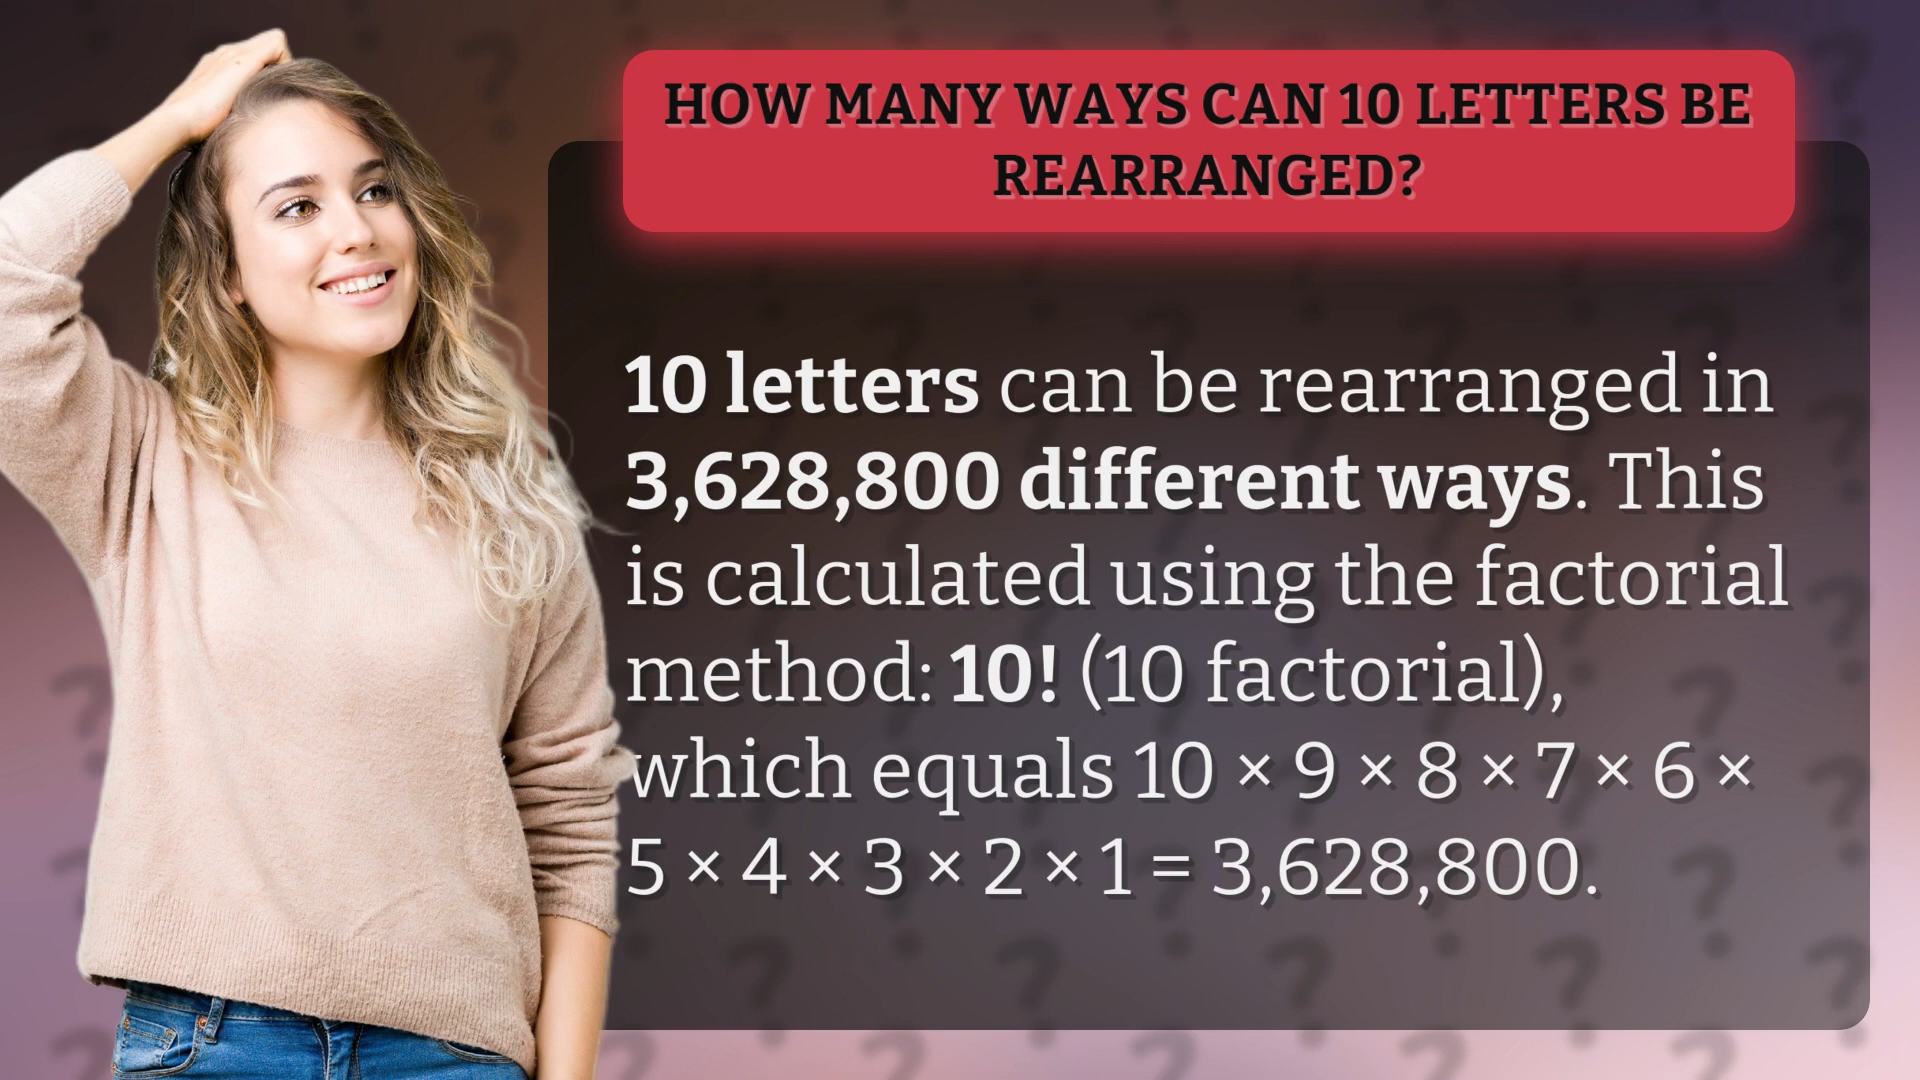 HOW MANY WAYS CAN 10 LETTERS BE
REARRANGED?
10 letters can be rearranged in
3,628,800 different ways. This
is calculated using the factorial
method: 10! (10 factorial),
which equals 10 × 9 × 8 × 7 × 6 ×
5 × 4 × 3 × 2 × 1 = 3,628,800.